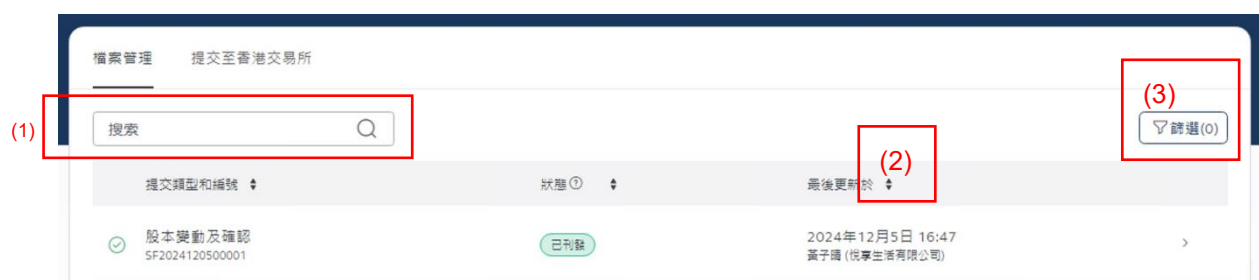 檔案管理 提交至香港交易所
(3)
(1) 搜索 篩選(0)
(2)
提交類型和編號 狀態 最後更新於
股本變動及確認 已刊發 2024年12月5日 16:47
SF2024120500001 黃子晴 (悅享生活有限公司)